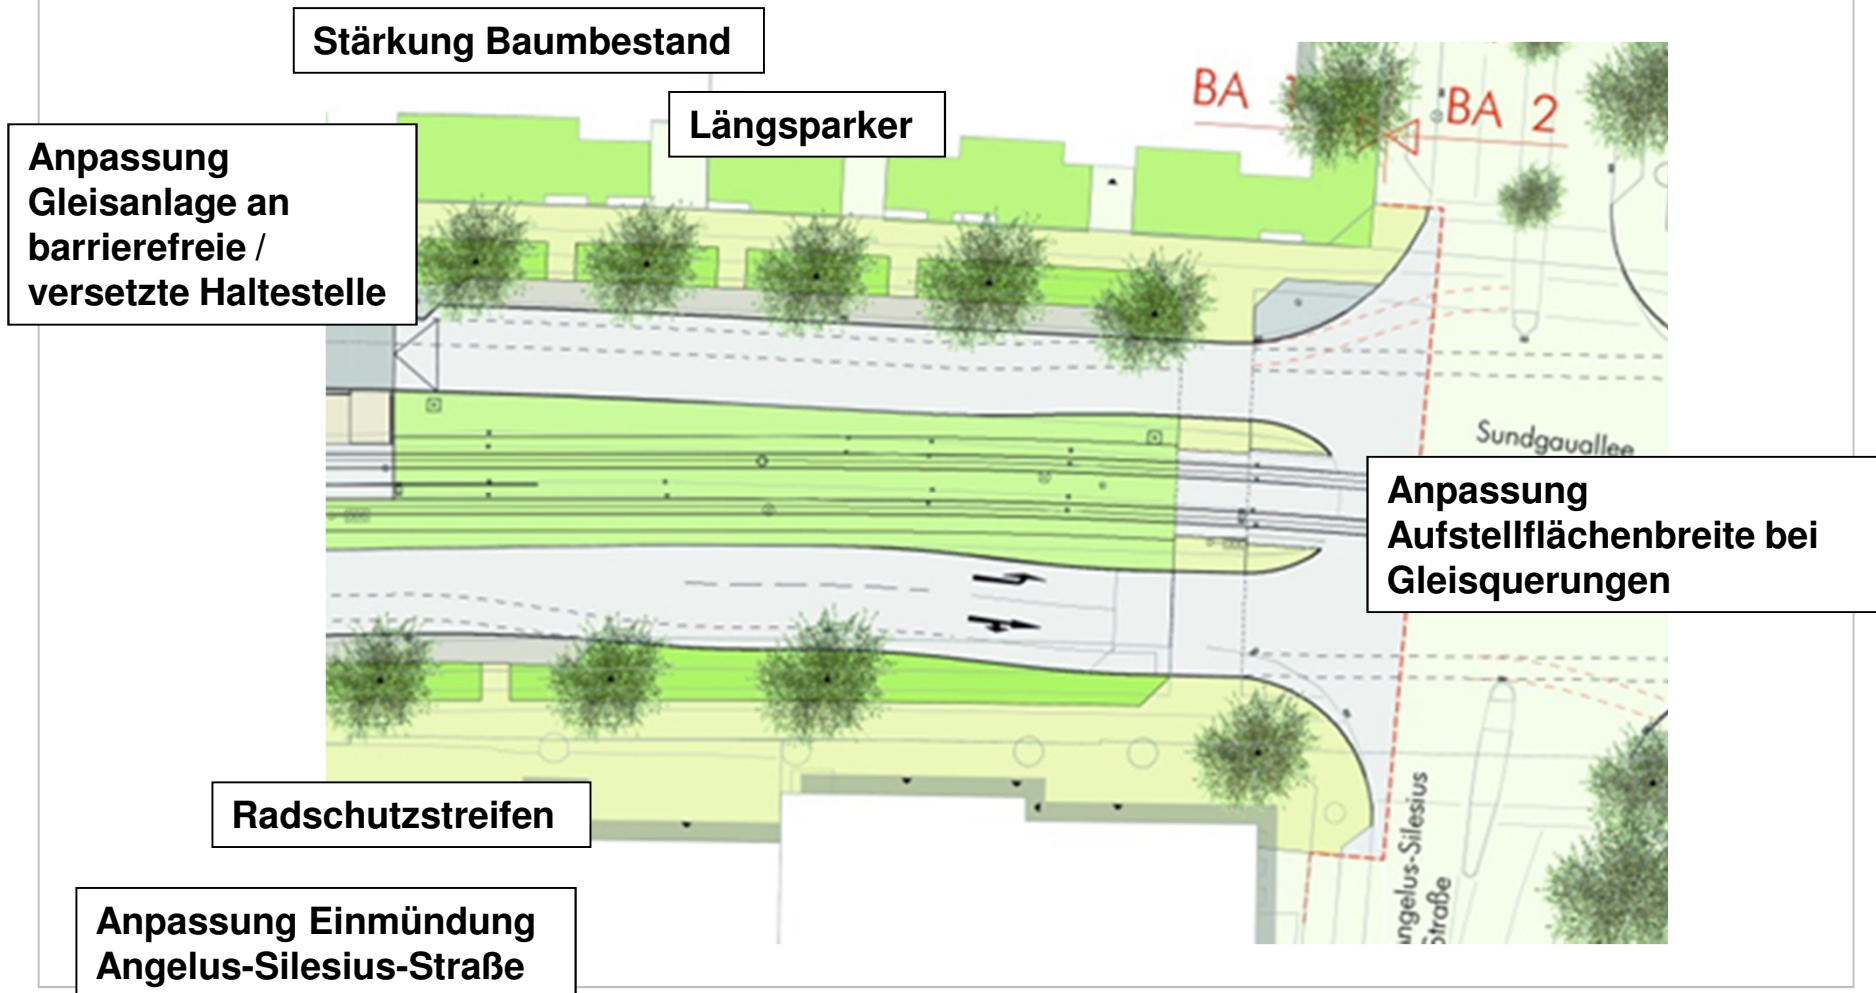 Stärkung Baumbestand
Längsparker
BA
BA 2
Anpassung
Gleisanlage an
barrierefreie /
versetzte Haltestelle
Sundgauallee
Anpassung
Aufstellflächenbreite bei
Gleisquerungen
Radschutzstreifen
Anpassung Einmündung
Angelus-Silesius-Straße
ngelus-Silesius
Straße